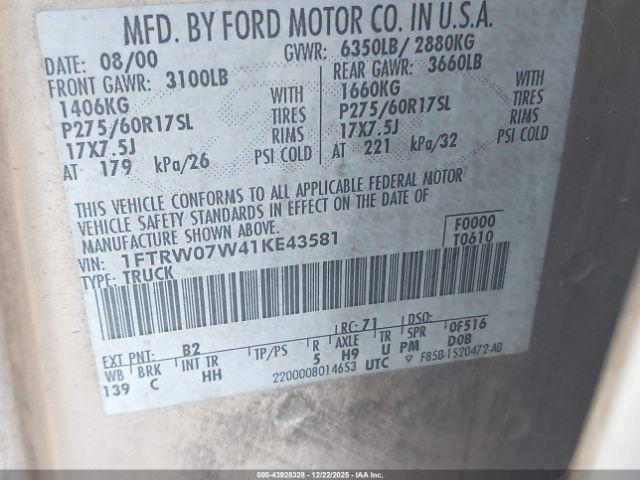 MFD. BY FORD MOTOR CO. IN U.S.A.
DATE: 08/00 GVWR: 6350LB/ 2880KG
FRONT GAWR: 3100LB REAR GAWR: 3660LB
1406KG WITH 1660KG WITH
P275/60R17SL TIRES P275/60R17SL TIRES
17X7.5J RIMS 17X7.5J RIMS
AT 179 kPa/26 PSI COLD AT 221 kPa/32 PSI COLD
THIS VEHICLE CONFORMS TO ALL APPLICABLE FEDERAL MOTOR
VEHICLE SAFETY STANDARDS IN EFFECT ON THE DATE OF
MANUFACTURE SHOWN ABOVE.
VIN: 1FTRW07W41KE43581 F0000
TYPE: TRUCK T0610
EXT PNT: B2 RC: 71 DSO: 0F516
WB BRK INT TR TP/PS R AXLE TR SPR D0B
139 C HH 5 H9 U PM
2200008014653 UTC ▽ F85B-1520472-AB
000-43928328 - 12/22/2025 - IAAI.com